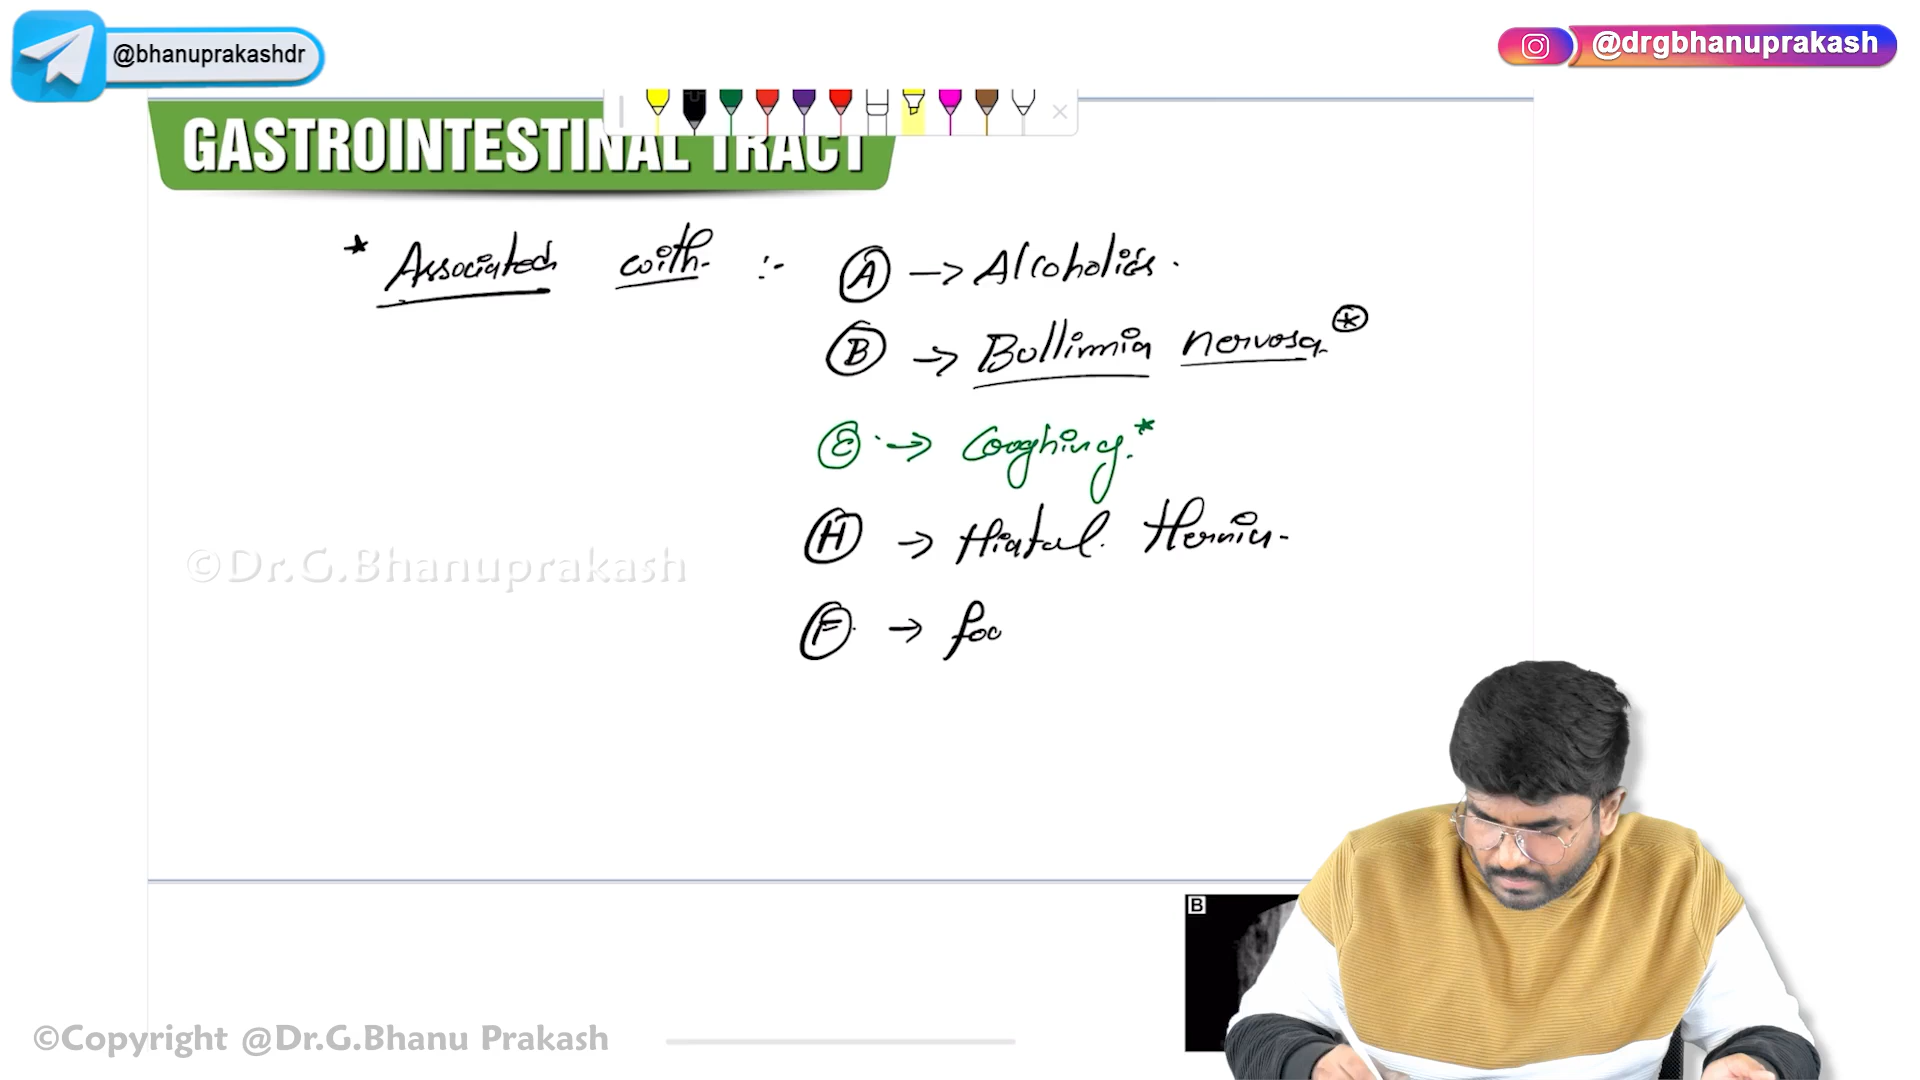 @bhanuprakashdr
@drgbhanuprakash
GASTROINTESTINAL TRACT
* Associated with :- A → Alcoholics.
B → Bullimia nervosa *
C → Coughing. *
H → Hiatal Hernia.
©Dr.G.Bhanuprakash
F → foo
B
©Copyright @Dr.G.Bhanu Prakash